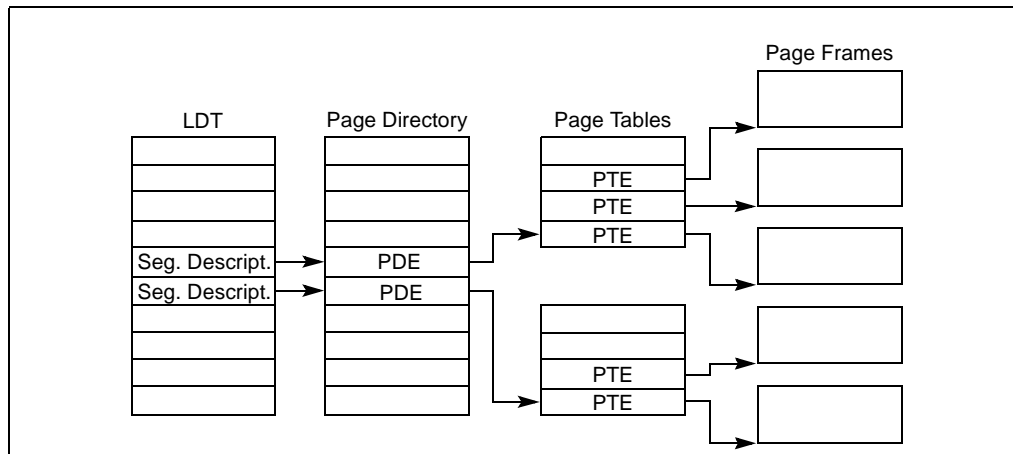 Page Frames
LDT
Page Directory
Page Tables
PTE
PTE
PTE
Seg. Descript.
PDE
Seg. Descript.
PDE
PTE
PTE